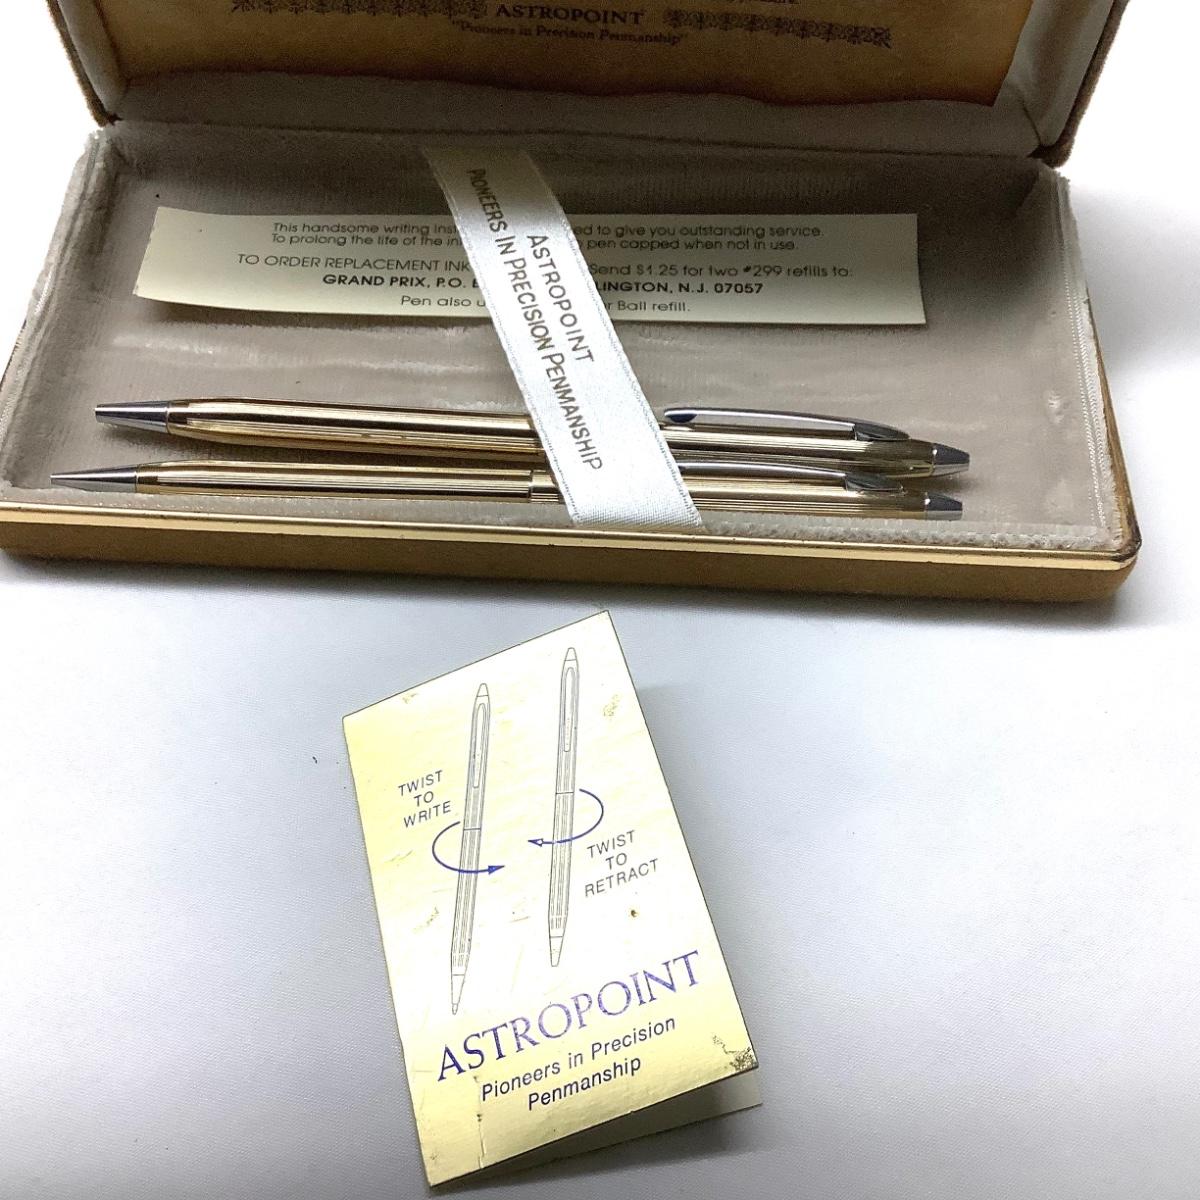 ASTROPOINT
"Pioneers in Precision Penmanship"
This handsome writing ed to give you outstanding service.
To prolong the life of the pen capped when not in use.
TO ORDER REPLACEMENT INK Send $1.25 for two #299 refills to:
GRAND PRIX, P.O. LINGTON, N.J. 07057
Pen also Ball refill.
ASTROPOINT
PIONEERS IN PRECISION PENMANSHIP
TWIST
TO
WRITE
TWIST
TO
RETRACT
ASTROPOINT
Pioneers in Precision
Penmanship